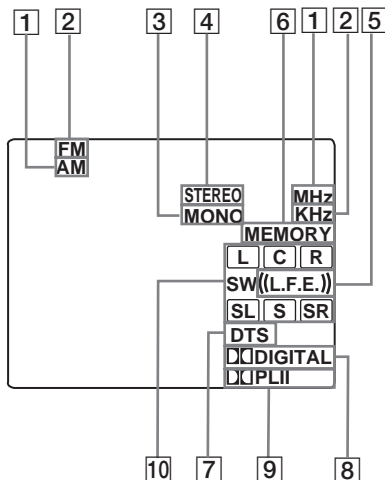 4 6 1
1 2 3 2 5
FM
AM
STEREO MHz
MONO KHz
MEMORY
L C R
SW ((L.F.E.))
SL S SR
DTS
DIGITAL
PLII
10 7 9 8